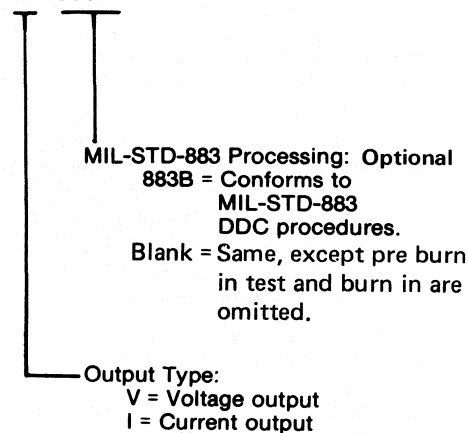 MIL-STD-883 Processing: Optional
883B = Conforms to
MIL-STD-883
DDC procedures.
Blank = Same, except pre burn
in test and burn in are
omitted.
Output Type:
V = Voltage output
I = Current output